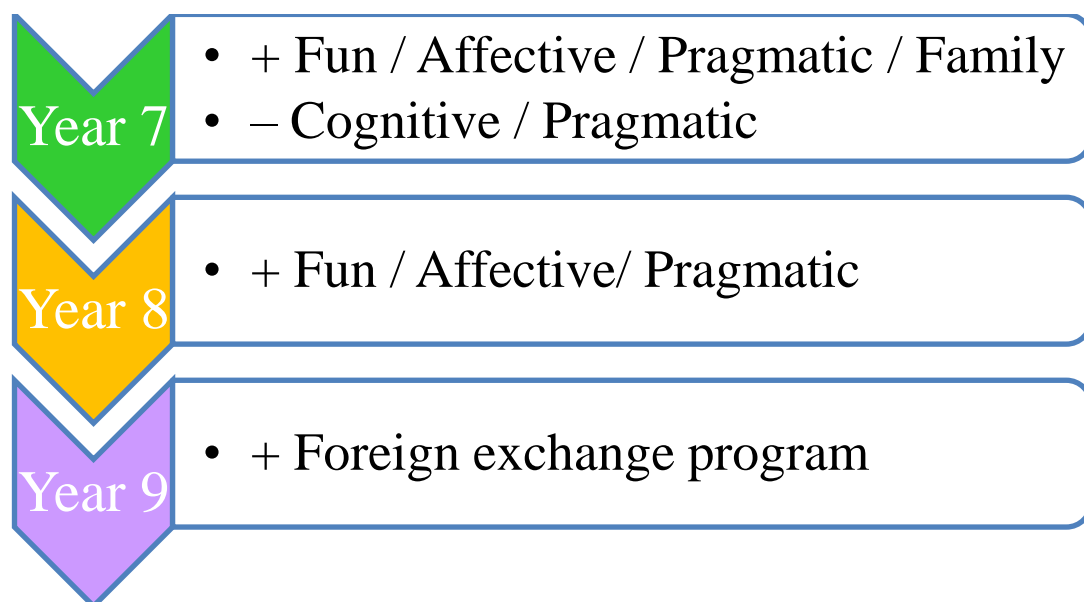 Year 7
• + Fun / Affective / Pragmatic / Family
• – Cognitive / Pragmatic
Year 8
• + Fun / Affective/ Pragmatic
Year 9
• + Foreign exchange program